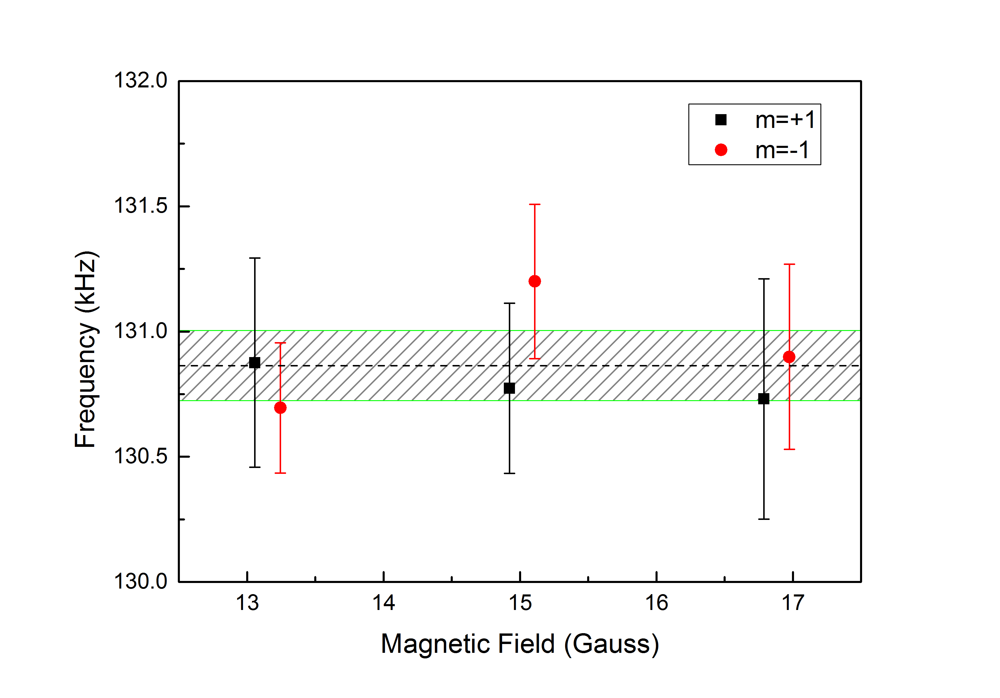 132.0
131.5
131.0
130.5
130.0
Frequency (kHz)
m=+1
m=-1
13 14 15 16 17
Magnetic Field (Gauss)